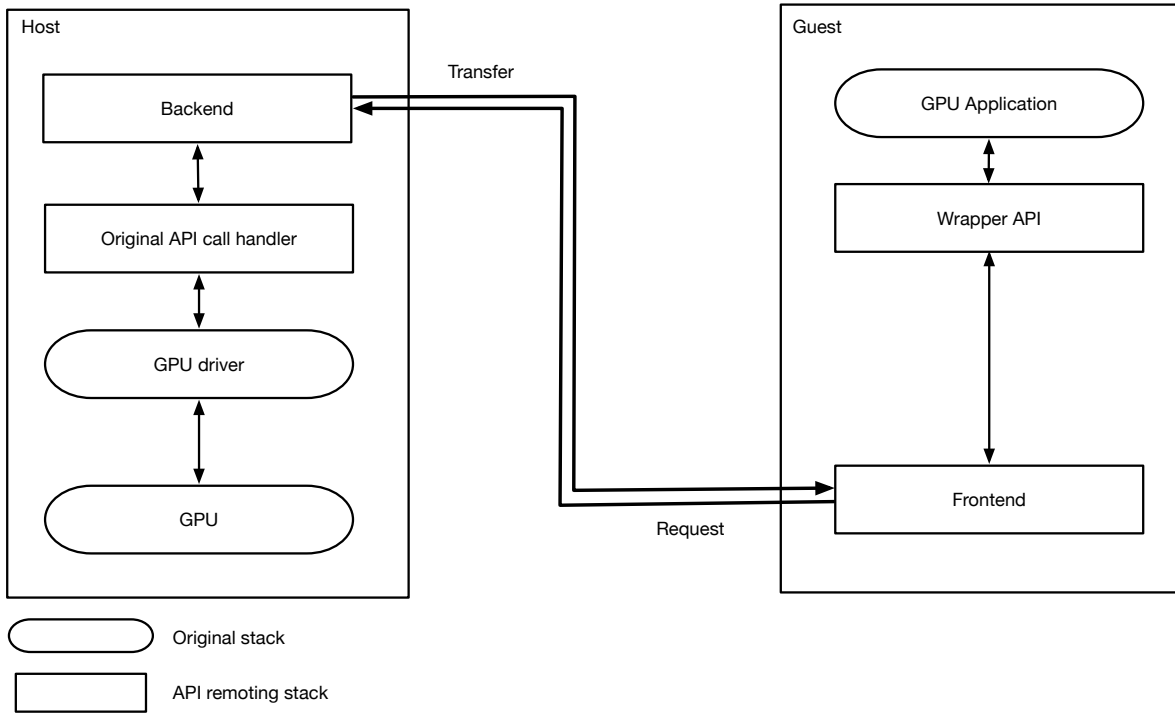 Host
Guest
Transfer
Backend
GPU Application
Original API call handler
Wrapper API
GPU driver
GPU
Frontend
Request
Original stack
API remoting stack